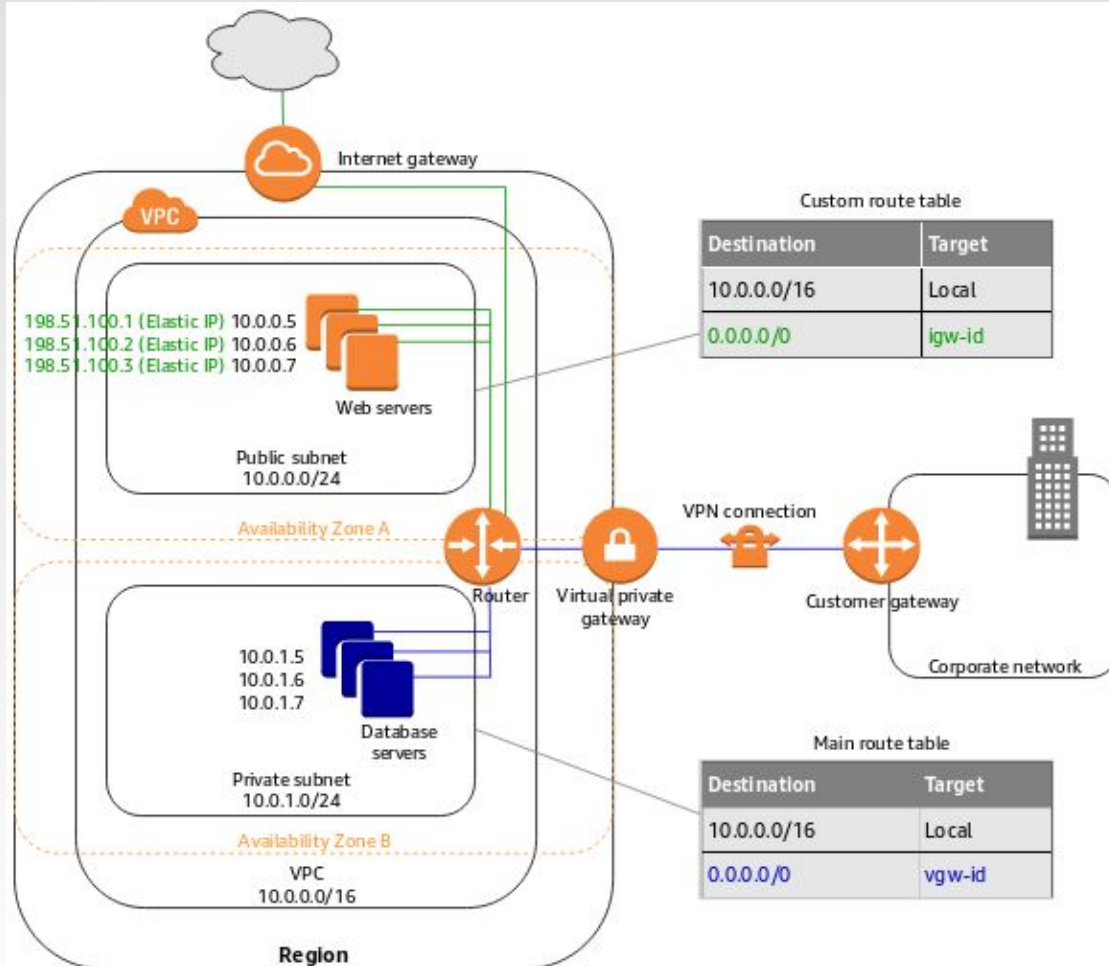 Internet gateway
VPC
198.51.100.1 (Elastic IP) 10.0.0.5
198.51.100.2 (Elastic IP) 10.0.0.6
198.51.100.3 (Elastic IP) 10.0.0.7
Web servers
Public subnet
10.0.0.0/24
Availability Zone A
Custom route table
Destination Target
10.0.0.0/16 Local
0.0.0.0/0 igw-id
Router
Virtual private
gateway
VPN connection
Customer gateway
Corporate network
10.0.1.5
10.0.1.6
10.0.1.7
Database
servers
Private subnet
10.0.1.0/24
Availability Zone B
Main route table
Destination Target
10.0.0.0/16 Local
0.0.0.0/0 vgw-id
VPC
10.0.0.0/16
Region